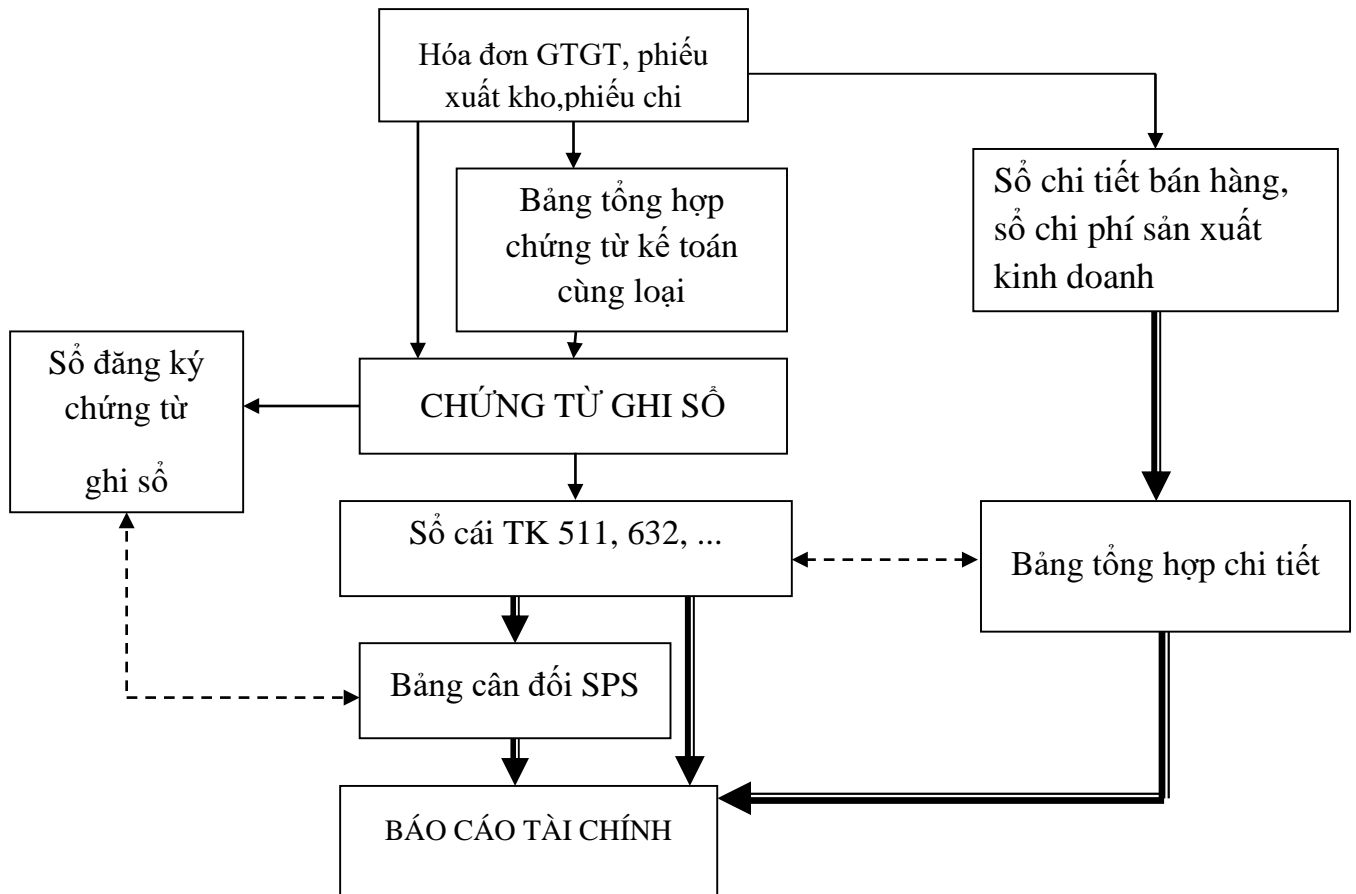 Hóa đơn GTGT, phiếu
xuất kho,phiếu chi
Bảng tổng hợp
chứng từ kế toán
cùng loại
Sổ chi tiết bán hàng,
sổ chi phí sản xuất
kinh doanh
Sổ đăng ký
chứng từ
ghi sổ
CHỨNG TỪ GHI SỔ
Sổ cái TK 511, 632, ...
Bảng tổng hợp chi tiết
Bảng cân đối SPS
BÁO CÁO TÀI CHÍNH